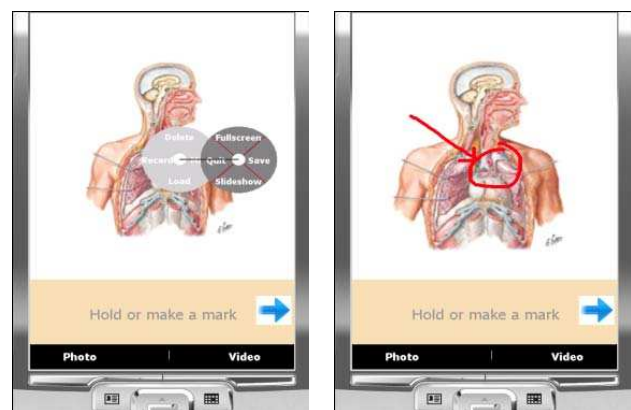 Delete
Fullscreen
Record
Quit
Save
Load
Slideshow
Hold or make a mark
Photo
Video
Hold or make a mark
Photo
Video